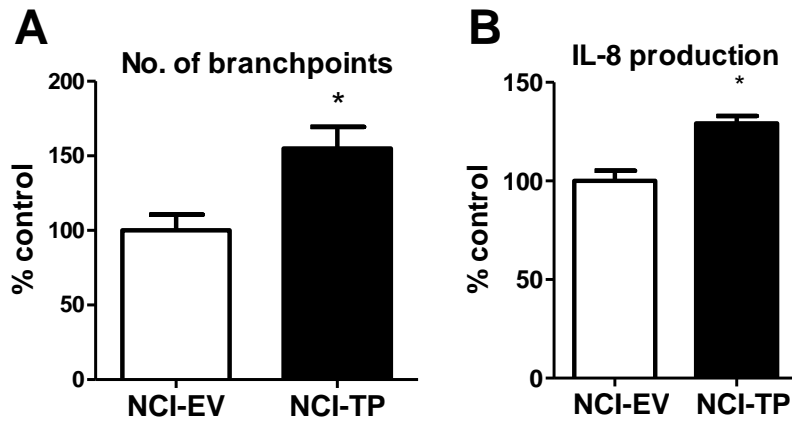 A
No. of branchpoints
200
150
100
50
0
% control
*
NCI-EV NCI-TP
B
IL-8 production
150
100
50
0
% control
*
NCI-EV NCI-TP